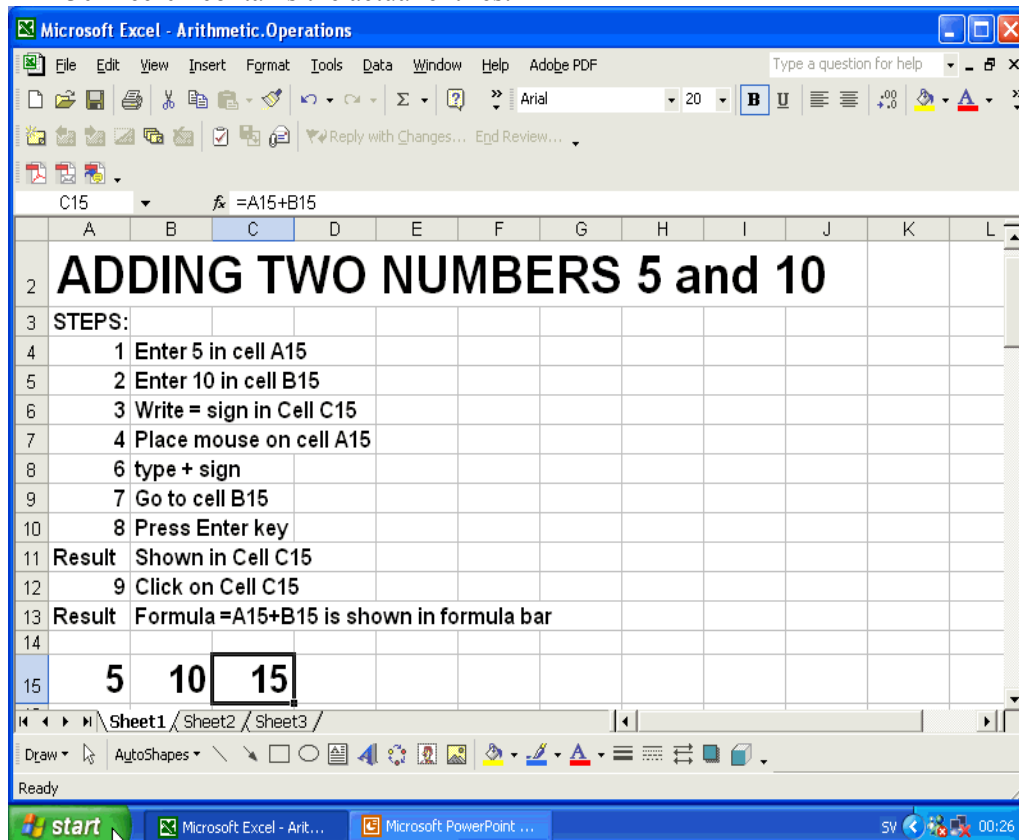 Microsoft Excel - Arithmetic.Operations
File Edit View Insert Format Tools Data Window Help Adobe PDF Type a question for help
Arial 20 B U
Reply with Changes... End Review...
C15 fx =A15+B15
A B C D E F G H I J K L
2 ADDING TWO NUMBERS 5 and 10
3 STEPS:
4 1 Enter 5 in cell A15
5 2 Enter 10 in cell B15
6 3 Write = sign in Cell C15
7 4 Place mouse on cell A15
8 6 type + sign
9 7 Go to cell B15
10 8 Press Enter key
11 Result Shown in Cell C15
12 9 Click on Cell C15
13 Result Formula =A15+B15 is shown in formula bar
14
15 5 10 15
Sheet1 Sheet2 Sheet3
Draw AutoShapes
Ready
start Microsoft Excel - Arit... Microsoft PowerPoint ... SV 00:26